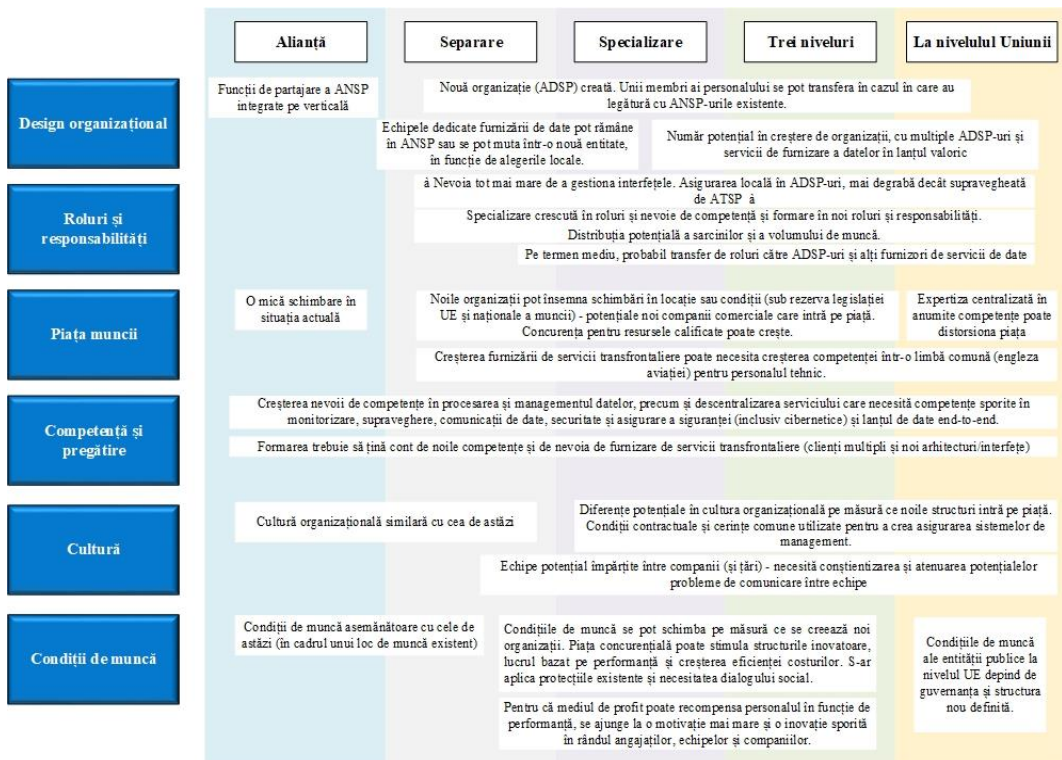 Alianță
Separare
Specializare
Trei niveluri
La nivelulul Uniunii
Design organizațional
Funcții de partajare a ANSP
integrate pe verticală
Nouă organizație (ADSP) creată. Unii membri ai personalului se pot transfera în cazul în care au
legătură cu ANSP-urile existente.
Echipele dedicate furnizării de date pot rămâne
în ANSP sau se pot muta într-o nouă entitate,
în funcție de alegerile locale.
Număr potențial în creștere de organizații, cu multiple ADSP-uri și
servicii de furnizare a datelor în lanțul valoric
Roluri și
responsabilități
à Nevoia tot mai mare de a gestiona interfețele. Asigurarea locală în ADSP-uri, mai degrabă decât supravegheată
de ATSP à
Specializare crescută în roluri și nevoie de competență și formare în noi roluri și responsabilități.
Distribuția potențială a sarcinilor și a volumului de muncă.
Pe termen mediu, probabil transfer de roluri către ADSP-uri și alți furnizori de servicii de date
Piața muncii
O mică schimbare în
situația actuală
Noile organizații pot însemna schimbări în locație sau condiții (sub rezerva legislației
UE și naționale a muncii) - potențiale noi companii comerciale care intră pe piață.
Concurența pentru resursele calificate poate crește.
Expertiza centralizată în
anumite competențe poate
distorsiona piața
Creșterea furnizării de servicii transfrontaliere poate necesita creșterea competenței într-o limbă comună (engleza
aviației) pentru personalul tehnic.
Competență și
pregătire
Creșterea nevoii de competențe în procesarea și managementul datelor, precum și descentralizarea serviciului care necesită competențe sporite în
monitorizare, supraveghere, comunicații de date, securitate și asigurare a siguranței (inclusiv cibernetice) și lanțul de date end-to-end.
Formarea trebuie să țină cont de noile competențe și de nevoia de furnizare de servicii transfrontaliere (clienți multipli și noi arhitecturi/interfețe)
Cultură
Cultură organizațională similară cu cea de astăzi
Diferențe potențiale în cultura organizațională pe măsură ce noile structuri intră pe piață.
Condiții contractuale și cerințe comune utilizate pentru a crea asigurarea sistemelor de
management.
Echipe potențial împărțite între companii (și țări) - necesită conștientizarea și atenuarea potențialelor
probleme de comunicare între echipe
Condiții de muncă
Condiții de muncă asemănătoare cu cele de
astăzi (în cadrul unui loc de muncă existent)
Condițiile de muncă se pot schimba pe măsură ce se creează noi
organizații. Piața concurențială poate stimula structurile inovatoare,
lucrul bazat pe performanță și creșterea eficienței costurilor. S-ar
aplica protecțiile existente și necesitatea dialogului social.
Condițiile de muncă
ale entității publice la
nivelul UE depind de
guvernanța și structura
nou definită.
Pentru că mediul de profit poate recompensa personalul în funcție de
performanță, se ajunge la o motivație mai mare și o inovație sporită
în rândul angajaților, echipelor și companiilor.